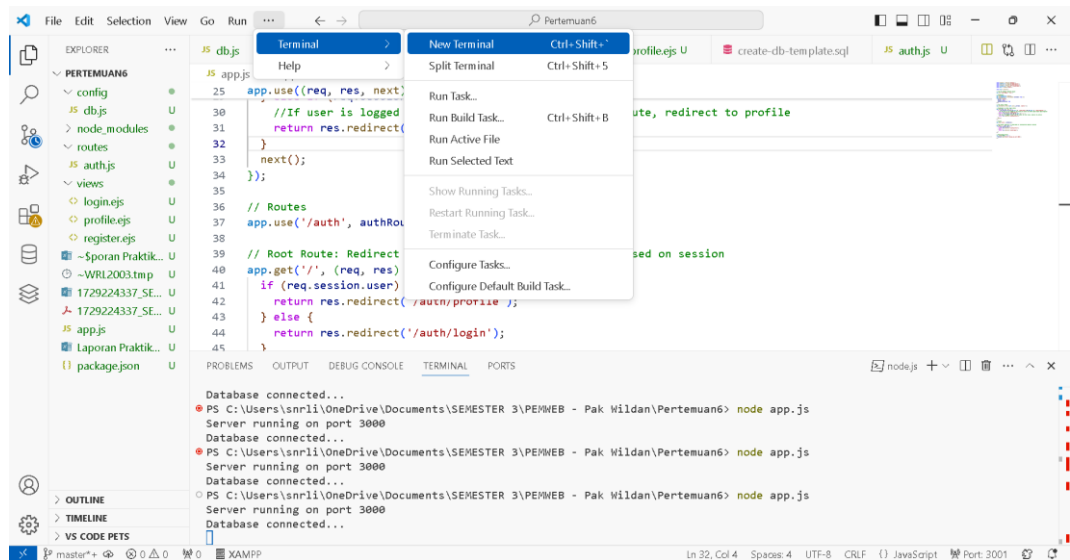 File Edit Selection View Go Run ... Pertemuan6
EXPLORER ...
PERTEMUAN6
config
JS db.js U
node_modules
routes
JS auth.js U
views
login.ejs U
profile.ejs U
register.ejs U
~$poran Praktik... U
~WRL2003.tmp U
1729224337_SE... U
1729224337_SE... U
JS app.js U
Laporan Praktik... U
{} package.json U
OUTLINE
TIMELINE
VS CODE PETS
JS db.js
rofile.ejs U
create-db-template.sql
JS auth.js U
...
JS app.js
Terminal
Help
New Terminal Ctrl+Shift+`
Split Terminal Ctrl+Shift+5
Run Task...
Run Build Task... Ctrl+Shift+B
Run Active File
Run Selected Text
Show Running Tasks...
Restart Running Task...
Terminate Task...
Configure Tasks...
Configure Default Build Task...
25 app.use((req, res, next)
30 //If user is logged ute, redirect to profile
31 return res.redirect(
32 }
33 next();
34 });
35
36 // Routes
37 app.use('/auth', authRou
38
39 // Root Route: Redirect sed on session
40 app.get('/', (req, res)
41 if (req.session.user)
42 return res.redirect('/auth/profile');
43 } else {
44 return res.redirect('/auth/login');
45 }
PROBLEMS OUTPUT DEBUG CONSOLE TERMINAL PORTS node.js ...
Database connected...
PS C:\Users\snrli\OneDrive\Documents\SEMESTER 3\PEMWEB - Pak Wildan\Pertemuan6> node app.js
Server running on port 3000
Database connected...
PS C:\Users\snrli\OneDrive\Documents\SEMESTER 3\PEMWEB - Pak Wildan\Pertemuan6> node app.js
Server running on port 3000
Database connected...
PS C:\Users\snrli\OneDrive\Documents\SEMESTER 3\PEMWEB - Pak Wildan\Pertemuan6> node app.js
Server running on port 3000
Database connected...
master*+ 0 0 0 XAMPP Ln 32, Col 4 Spaces: 4 UTF-8 CRLF {} JavaScript Port: 3001